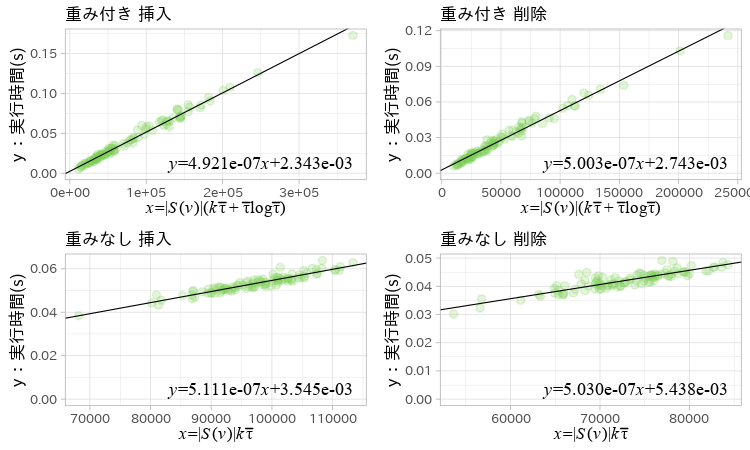 重み付き 挿入
y：実行時間(s)
0.15
0.10
0.05
0.00
y=4.921e-07x+2.343e-03
0e+00 1e+05 2e+05 3e+05
x=|S(v)|(kτ̅+τ̅logτ̅)
重み付き 削除
y：実行時間(s)
0.12
0.09
0.06
0.03
0.00
y=5.003e-07x+2.743e-03
0 50000 100000 150000 200000 25000
x=|S(v)|(kτ̅+τ̅logτ̅)
重みなし 挿入
y：実行時間(s)
0.06
0.04
0.02
0.00
y=5.111e-07x+3.545e-03
70000 80000 90000 100000 110000
x=|S(v)|kτ̅
重みなし 削除
y：実行時間(s)
0.05
0.04
0.03
0.02
0.01
0.00
y=5.030e-07x+5.438e-03
60000 70000 80000
x=|S(v)|kτ̅